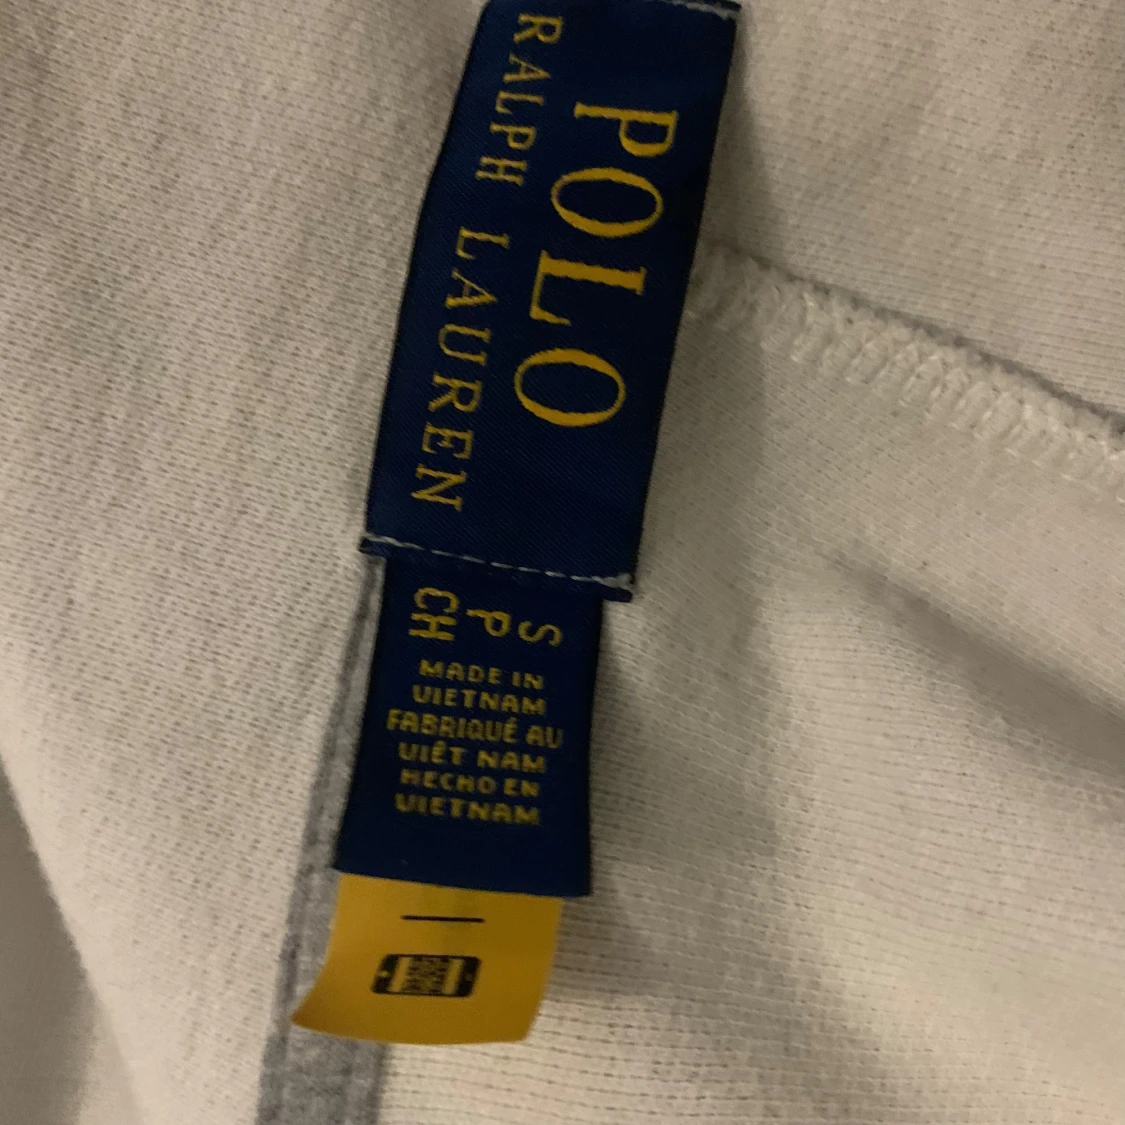 POLO
RALPH LAUREN
S
P
CH
MADE IN
VIETNAM
FABRIQUÉ AU
VIÊT NAM
HECHO EN
VIETNAM